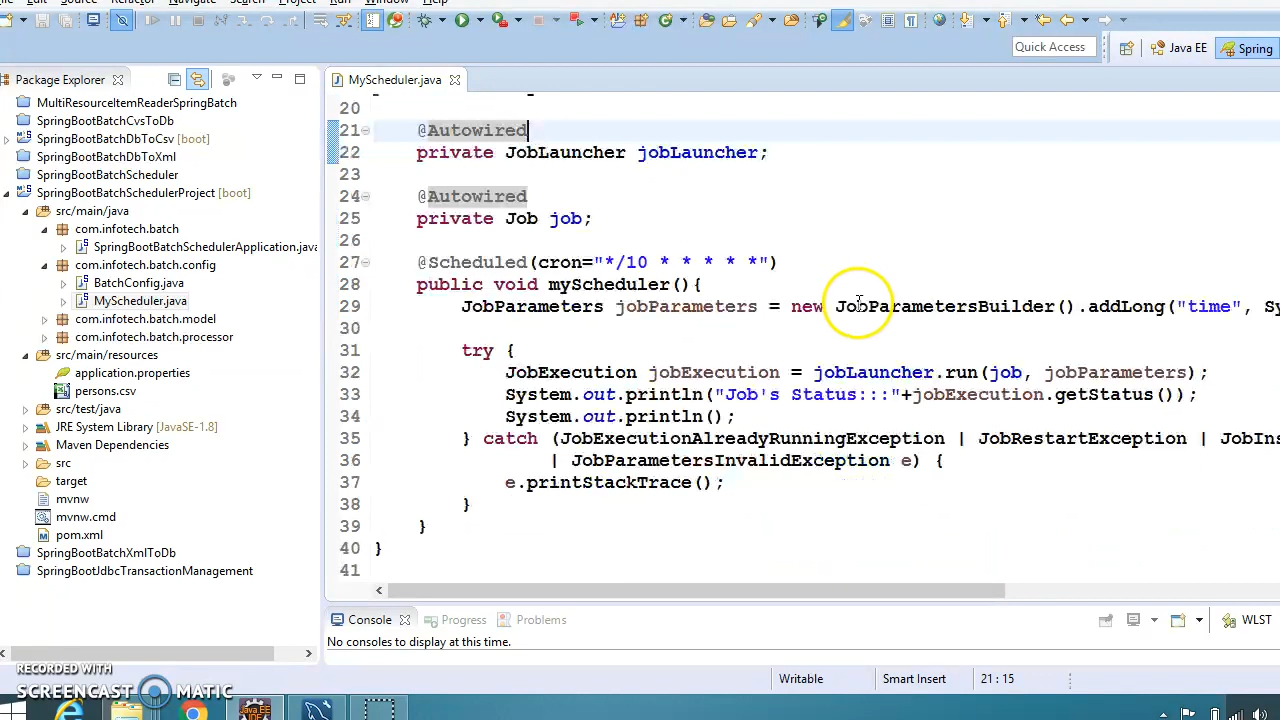 Quick Access
Java EE
Spring
Package Explorer
MultiResourceItemReaderSpringBatch
SpringBootBatchCvsToDb
SpringBootBatchDbToCsv [boot]
SpringBootBatchDbToXml
SpringBootBatchScheduler
SpringBootBatchSchedulerProject [boot]
src/main/java
com.infotech.batch
SpringBootBatchSchedulerApplication.java
com.infotech.batch.config
BatchConfig.java
MyScheduler.java
com.infotech.batch.model
com.infotech.batch.processor
src/main/resources
application.properties
persons.csv
src/test/java
JRE System Library [JavaSE-1.8]
Maven Dependencies
src
target
mvnw
mvnw.cmd
pom.xml
SpringBootBatchXmlToDb
SpringBootJdbcTransactionManagement
MyScheduler.java
20
21 @Autowired
22 private JobLauncher jobLauncher;
23
24 @Autowired
25 private Job job;
26
27 @Scheduled(cron="*/10 * * * * *")
28 public void myScheduler(){
29 JobParameters jobParameters = new JobParametersBuilder().addLong("time", Sy
30
31 try {
32 JobExecution jobExecution = jobLauncher.run(job, jobParameters);
33 System.out.println("Job's Status:::"+jobExecution.getStatus());
34 System.out.println();
35 } catch (JobExecutionAlreadyRunningException | JobRestartException | JobIns
36 | JobParametersInvalidException e) {
37 e.printStackTrace();
38 }
39 }
40 }
41
Console
Progress
Problems
WLST
No consoles to display at this time.
Writable
Smart Insert
21 : 15
RECORDED WITH
SCREENCAST MATIC